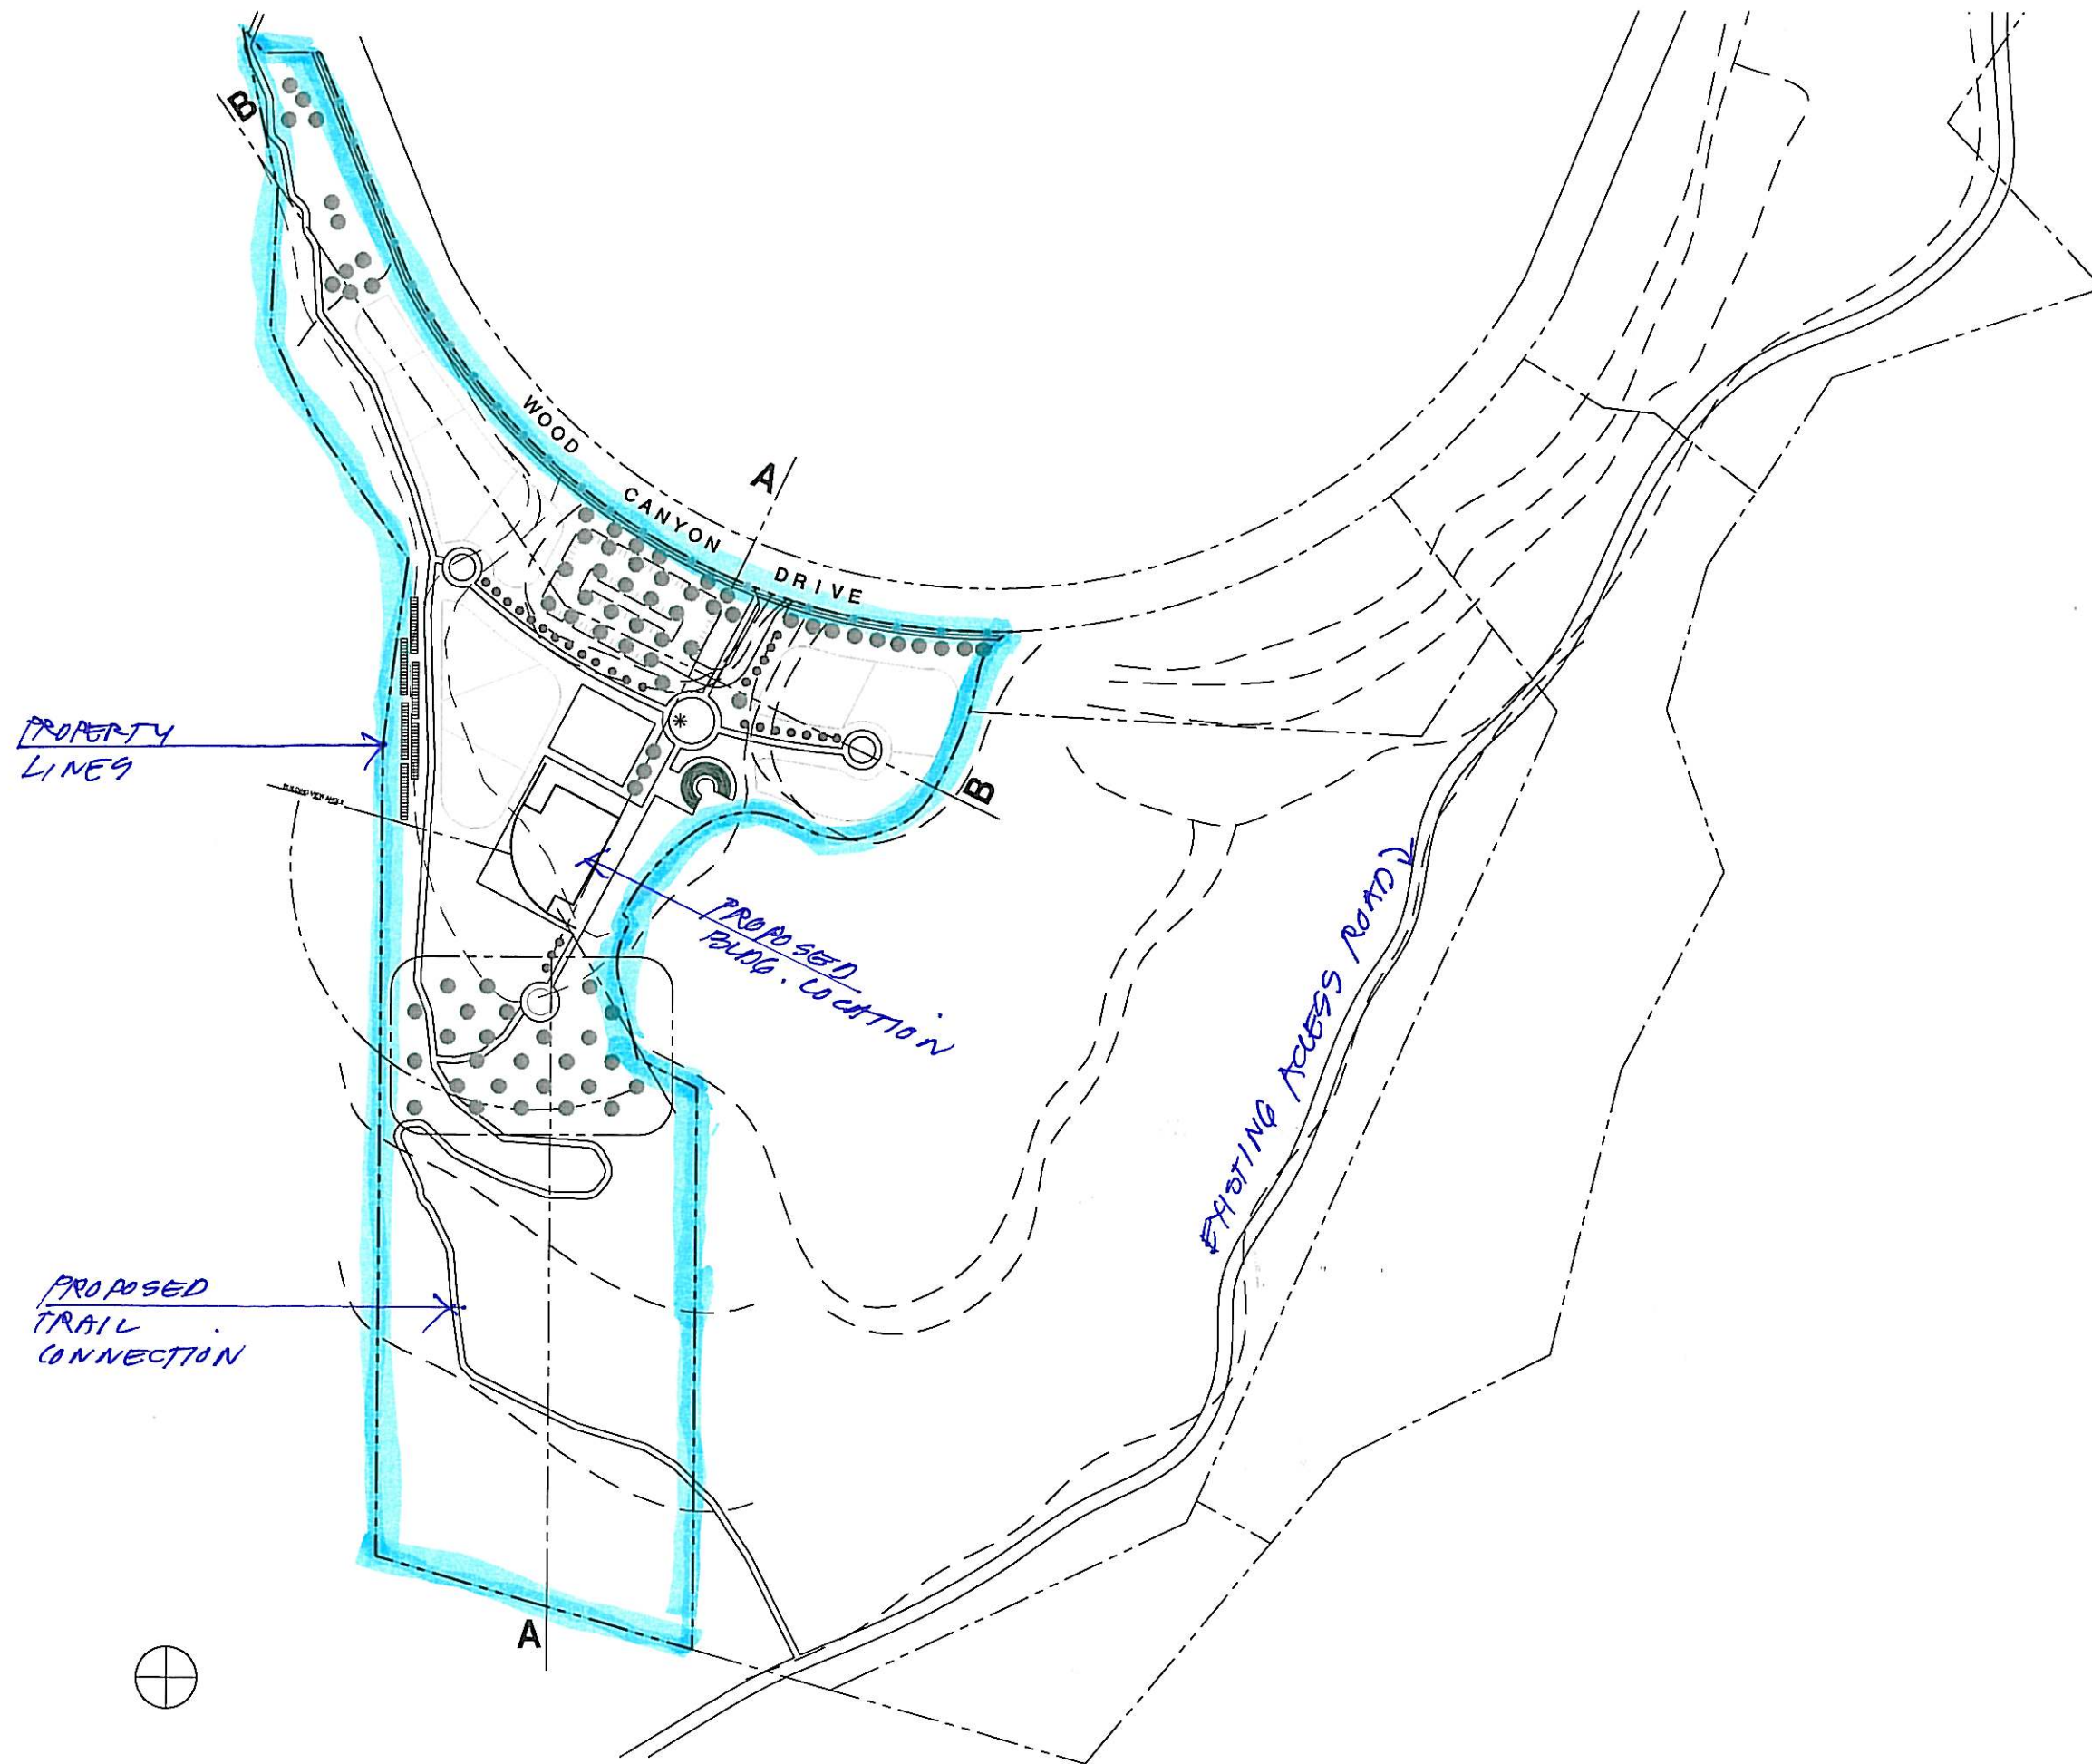 B
WOOD CANYON DRIVE
A
PROPERTY
LINES
B
PROPOSED
BLDG. LOCATION
EXISTING ACCESS ROAD
PROPOSED
TRAIL
CONNECTION
A